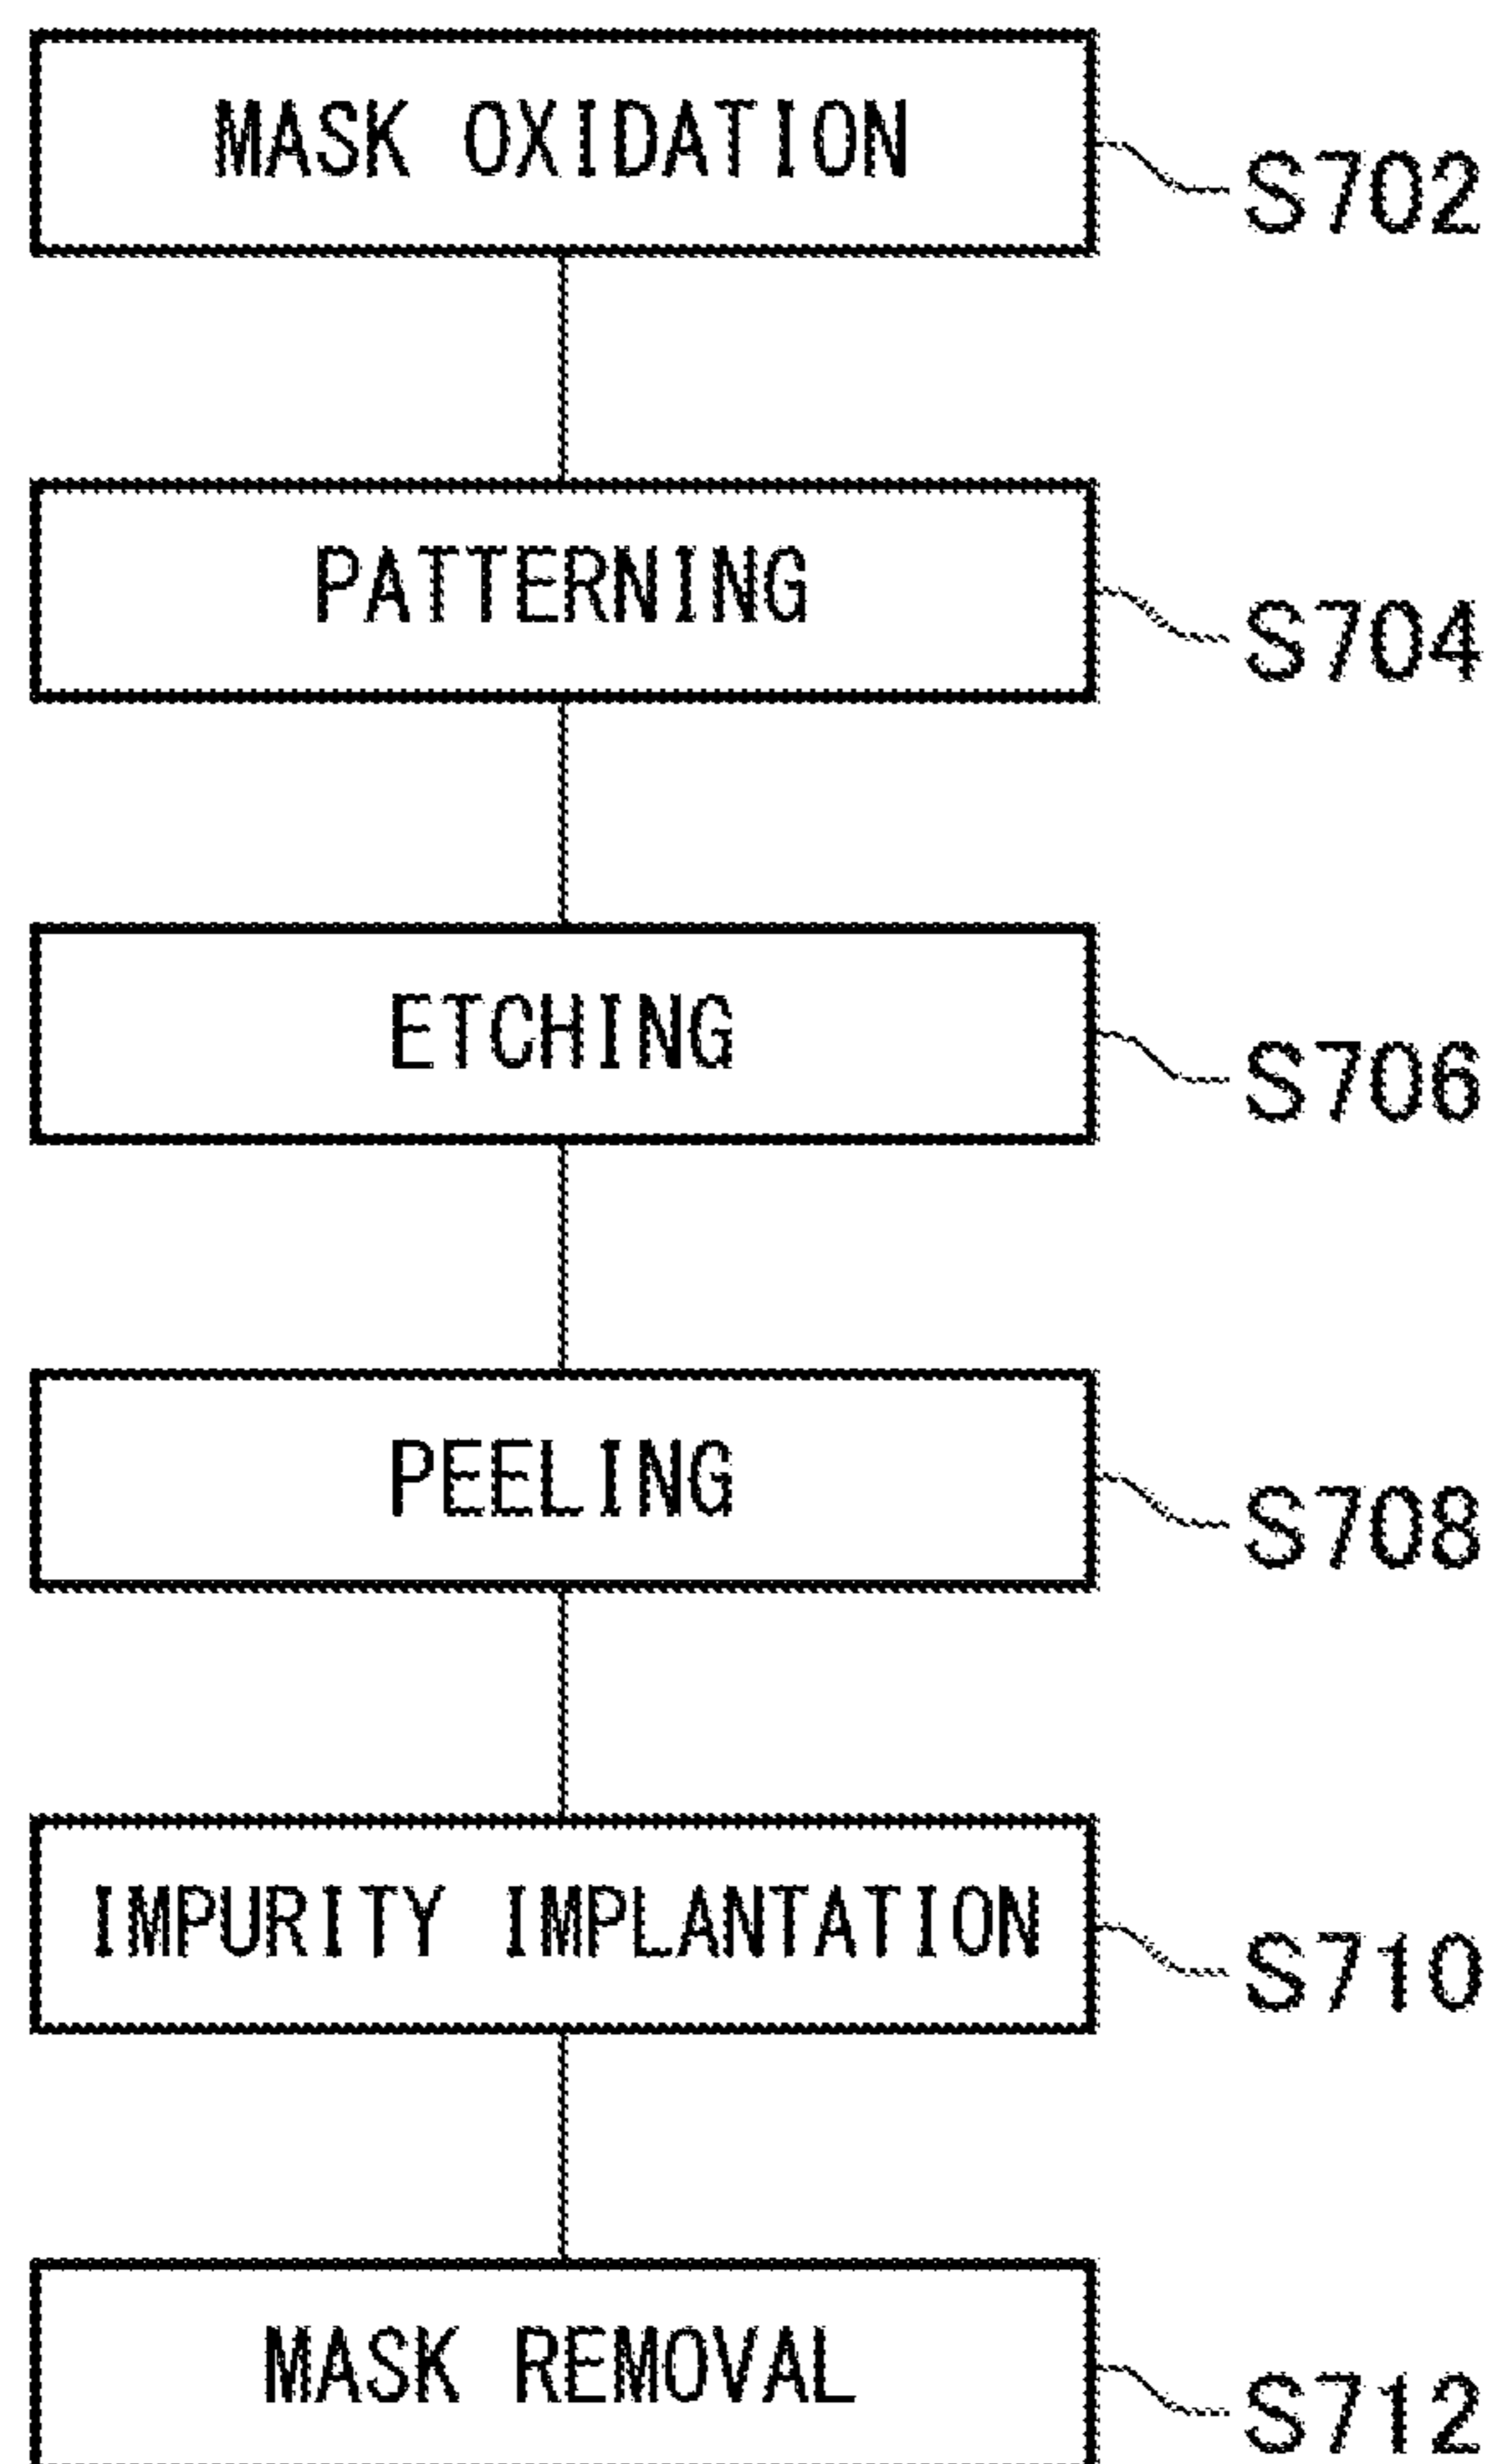 MASK OXIDATION
S702
PATTERNING
S704
ETCHING
S706
PEELING
S708
IMPURITY IMPLANTATION
S710
MASK REMOVAL
S712